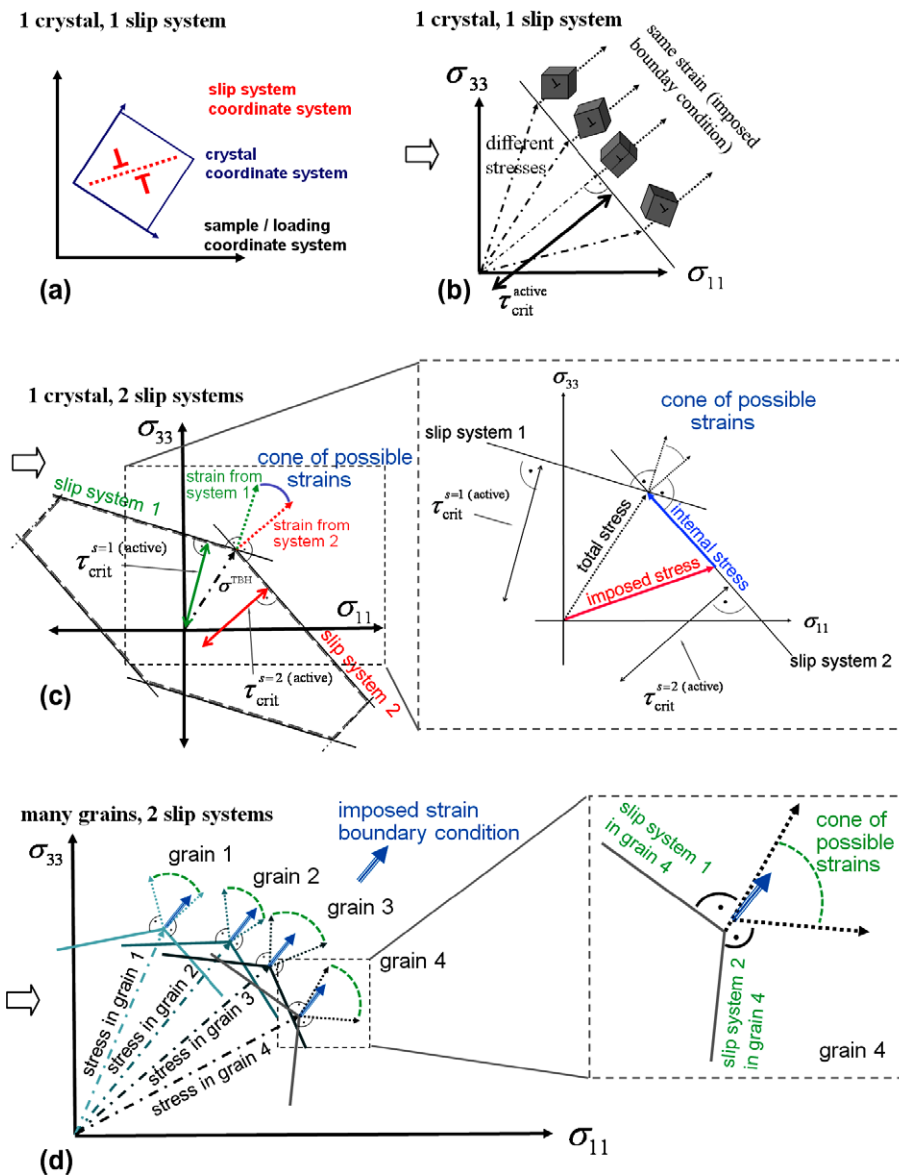 1 crystal, 1 slip system
slip system
coordinate system
crystal
coordinate system
sample / loading
coordinate system
(a)
1 crystal, 1 slip system
σ33
same strain (imposed
bounday condition)
different
stresses
σ11
τcrit active
(b)
1 crystal, 2 slip systems
σ33
cone of possible
strains
slip system 1
strain from
system 1
strain from
system 2
τcrit s=1 (active)
σTBH
σ11
τcrit s=2 (active)
slip system 2
(c)
σ33
cone of possible
strains
slip system 1
τcrit s=1 (active)
total stress
internal stress
imposed stress
σ11
slip system 2
τcrit s=2 (active)
many grains, 2 slip systems
imposed strain
boundary condition
σ33
grain 1
grain 2
grain 3
grain 4
stress in grain 1
stress in grain 2
stress in grain 3
stress in grain 4
σ11
(d)
slip system 1
in grain 4
cone of
possible
strains
slip system 2
in grain 4
grain 4